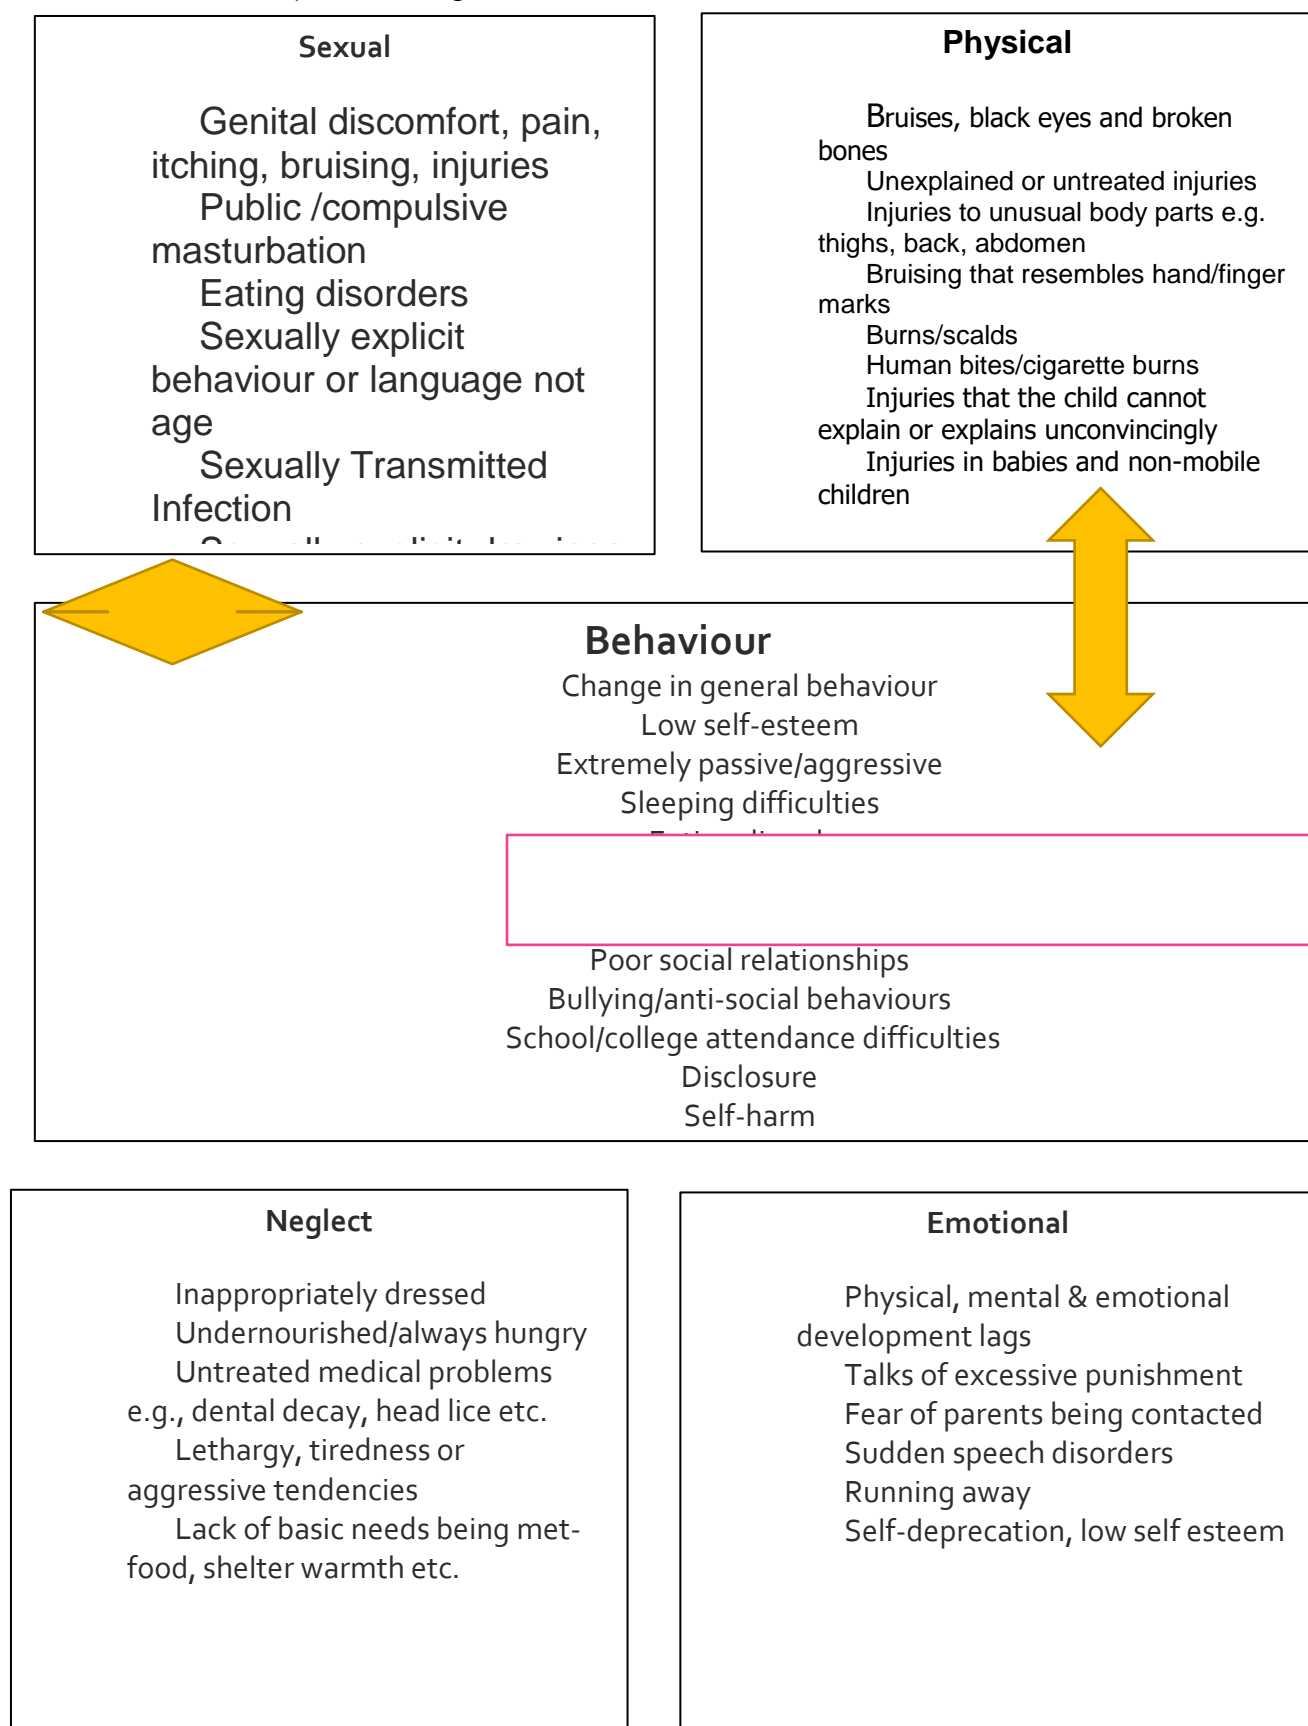 Sexual
Genital discomfort, pain,
itching, bruising, injuries
Public /compulsive
masturbation
Eating disorders
Sexually explicit
behaviour or language not
age
Sexually Transmitted
Infection
Physical
Bruises, black eyes and broken
bones
Unexplained or untreated injuries
Injuries to unusual body parts e.g.
thighs, back, abdomen
Bruising that resembles hand/finger
marks
Burns/scalds
Human bites/cigarette burns
Injuries that the child cannot
explain or explains unconvincingly
Injuries in babies and non-mobile
children
Behaviour
Change in general behaviour
Low self-esteem
Extremely passive/aggressive
Sleeping difficulties
Poor social relationships
Bullying/anti-social behaviours
School/college attendance difficulties
Disclosure
Self-harm
Neglect
Inappropriately dressed
Undernourished/always hungry
Untreated medical problems
e.g., dental decay, head lice etc.
Lethargy, tiredness or
aggressive tendencies
Lack of basic needs being met-
food, shelter warmth etc.
Emotional
Physical, mental & emotional
development lags
Talks of excessive punishment
Fear of parents being contacted
Sudden speech disorders
Running away
Self-deprecation, low self esteem